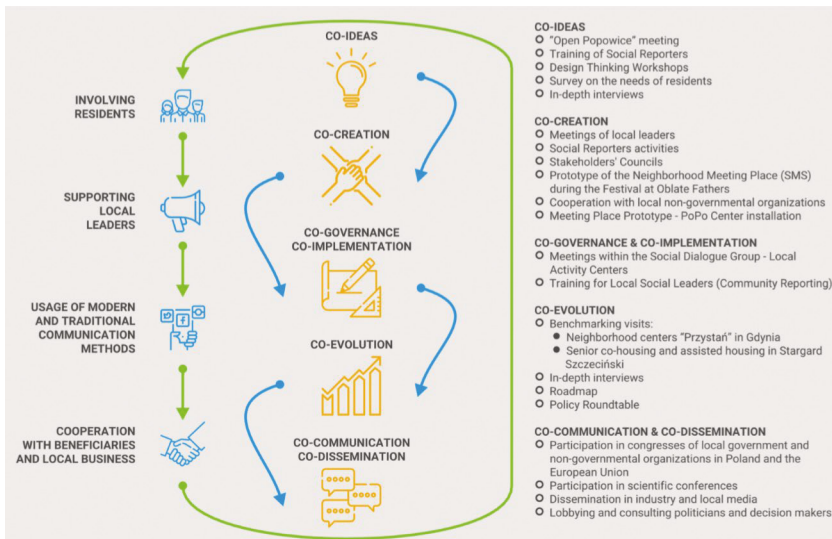 INVOLVING
RESIDENTS
SUPPORTING
LOCAL
LEADERS
USAGE OF MODERN
AND TRADITIONAL
COMMUNICATION
METHODS
COOPERATION
WITH BENEFICIARIES
AND LOCAL BUSINESS
CO-IDEAS
CO-CREATION
CO-GOVERNANCE
CO-IMPLEMENTATION
CO-EVOLUTION
CO-COMMUNICATION
CO-DISSEMINATION
CO-IDEAS
"Open Popowice" meeting
Training of Social Reporters
Design Thinking Workshops
Survey on the needs of residents
In-depth interviews
CO-CREATION
Meetings of local leaders
Social Reporters activities
Stakeholders' Councils
Prototype of the Neighborhood Meeting Place (SMS)
during the Festival at Oblate Fathers
Cooperation with local non-governmental organizations
Meeting Place Prototype - PoPo Center installation
CO-GOVERNANCE & CO-IMPLEMENTATION
Meetings within the Social Dialogue Group - Local
Activity Centers
Training for Local Social Leaders (Community Reporting)
CO-EVOLUTION
Benchmarking visits:
Neighborhood centers "Przystań" in Gdynia
Senior co-housing and assisted housing in Stargard
Szczeciński
In-depth interviews
Roadmap
Policy Roundtable
CO-COMMUNICATION & CO-DISSEMINATION
Participation in congresses of local government and
non-governmental organizations in Poland and the
European Union
Participation in scientific conferences
Dissemination in industry and local media
Lobbying and consulting politicians and decision makers